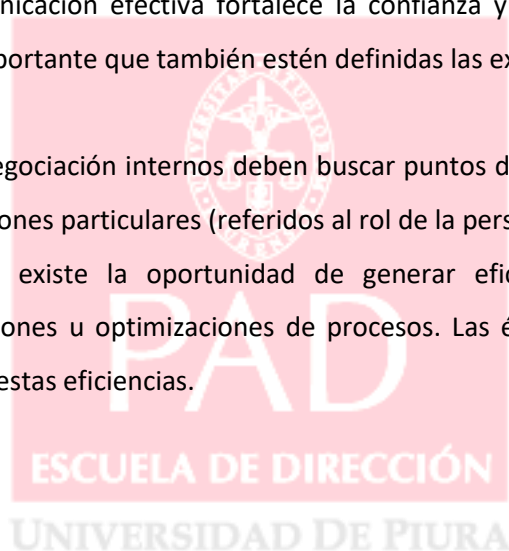 nicación efectiva fortalece la confianza y
portante que también estén definidas las ex
egociación internos deben buscar puntos d
iones particulares (referidos al rol de la pers
existe la oportunidad de generar efic
iones u optimizaciones de procesos. Las é
estas eficiencias.
PAD
ESCUELA DE DIRECCIÓN
UNIVERSIDAD DE PIURA